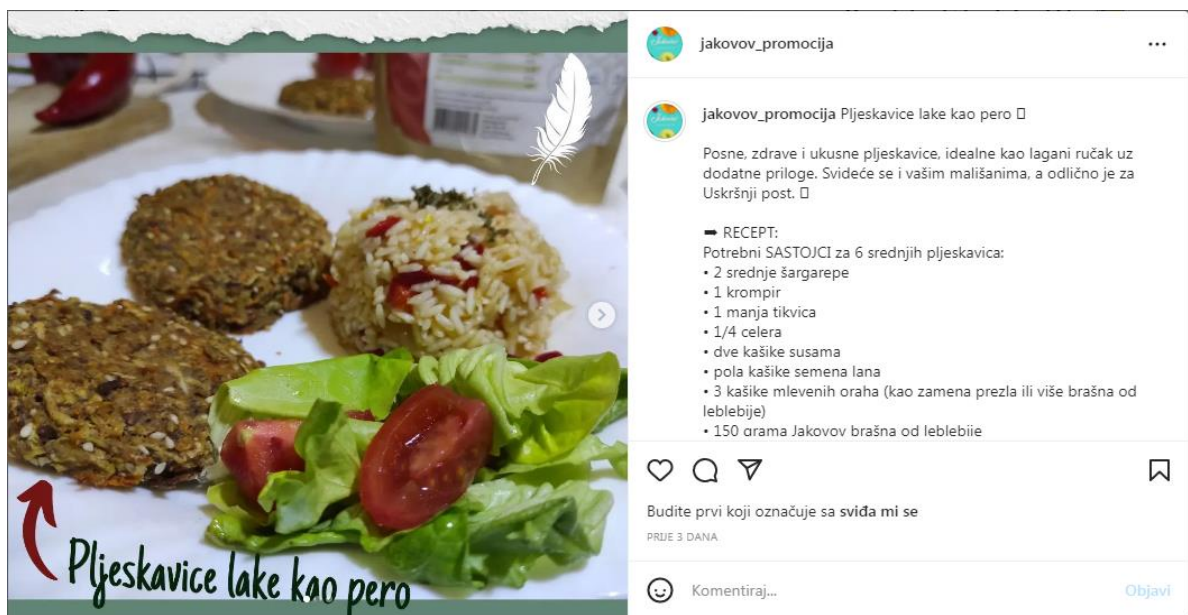 Pljeskavice lake kao pero
jakovov_promocija
jakovov_promocija Pljeskavice lake kao pero
Posne, zdrave i ukusne pljeskavice, idealne kao lagani ručak uz
dodatne priloge. Svideće se i vašim mališanima, a odlično je za
Uskršnji post.
➡ RECEPT:
Potrebni SASTOJCI za 6 srednjih pljeskavica:
• 2 srednje šargarepe
• 1 krompir
• 1 manja tikvica
• 1/4 celera
• dve kašike susama
• pola kašike semena lana
• 3 kašike mlevenih oraha (kao zamena prezla ili više brašna od
leblebije)
• 150 grama Jakovov brašna od leblebije
Budite prvi koji označuje sa sviđa mi se
PRIJE 3 DANA
Komentiraj...
Objavi